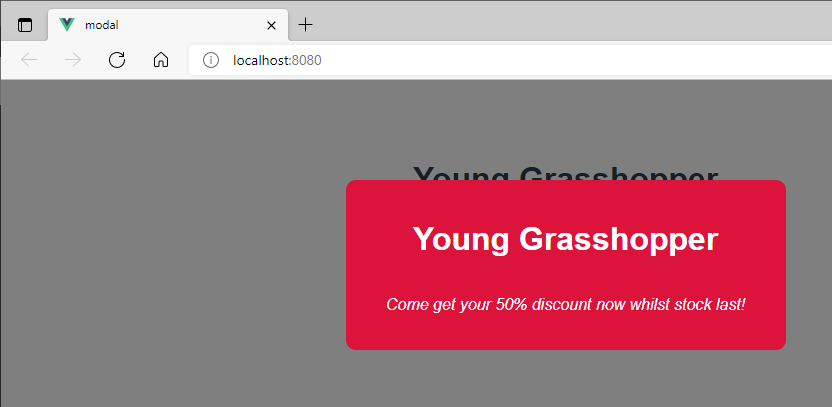 modal
localhost:8080
Young Grasshopper
Young Grasshopper
Come get your 50% discount now whilst stock last!